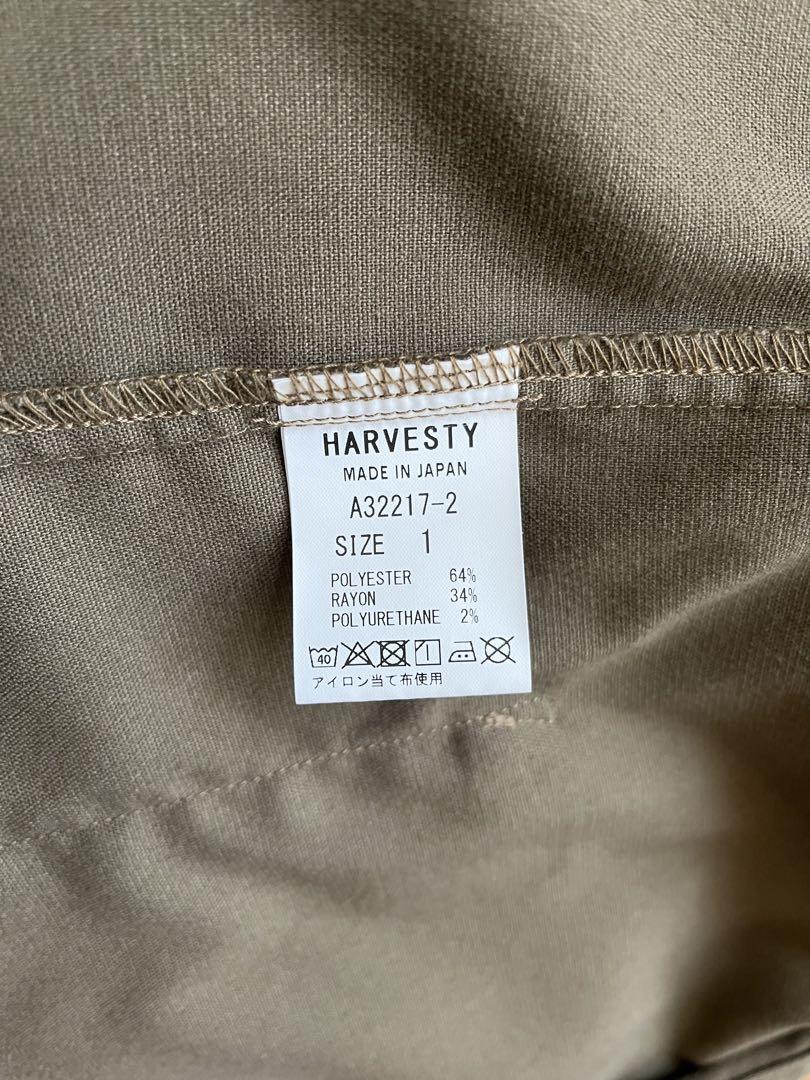 HARVESTY
MADE IN JAPAN
A32217-2
SIZE 1
POLYESTER 64%
RAYON 34%
POLYURETHANE 2%
40
アイロン当て布使用